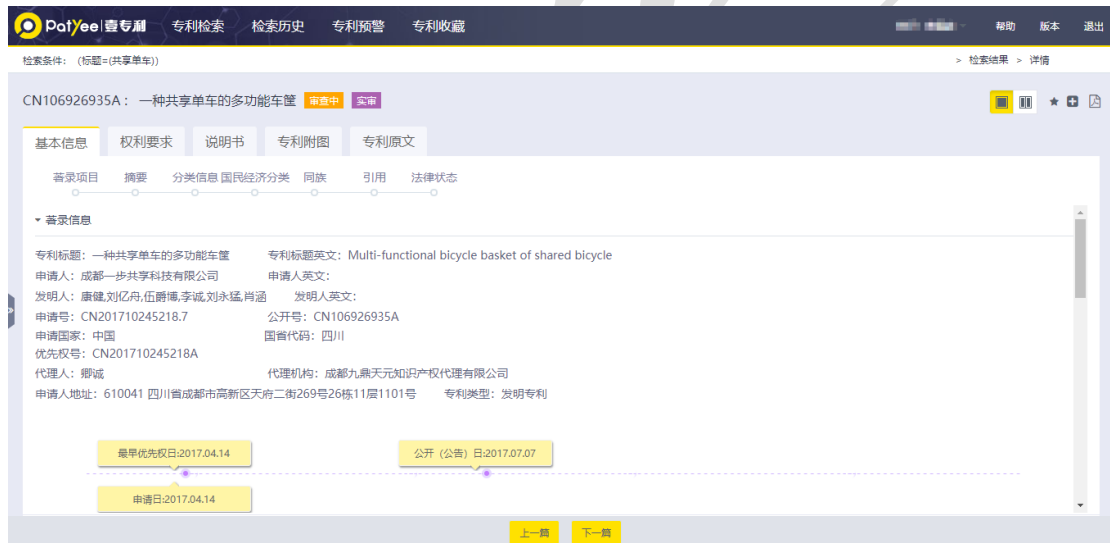 PatYee 壹专利 专利检索 检索历史 专利预警 专利收藏 帮助 版本 退出
检索条件: (标题=(共享单车)) > 检索结果 > 详情
CN106926935A: 一种共享单车的多功能车筐 审查中 实审
基本信息 权利要求 说明书 专利附图 专利原文
著录项目 摘要 分类信息 国民经济分类 同族 引用 法律状态
著录信息
专利标题: 一种共享单车的多功能车筐 专利标题英文: Multi-functional bicycle basket of shared bicycle
申请人: 成都一步共享科技有限公司 申请人英文:
发明人: 康健,刘亿舟,伍爵博,李诚,刘永猛,肖涵 发明人英文:
申请号: CN201710245218.7 公开号: CN106926935A
申请国家: 中国 国省代码: 四川
优先权号: CN201710245218A
代理人: 卿诚 代理机构: 成都九鼎天元知识产权代理有限公司
申请人地址: 610041 四川省成都市高新区天府二街269号26栋11层1101号 专利类型: 发明专利
最早优先权日:2017.04.14 公开（公告）日:2017.07.07
申请日:2017.04.14
上一篇 下一篇